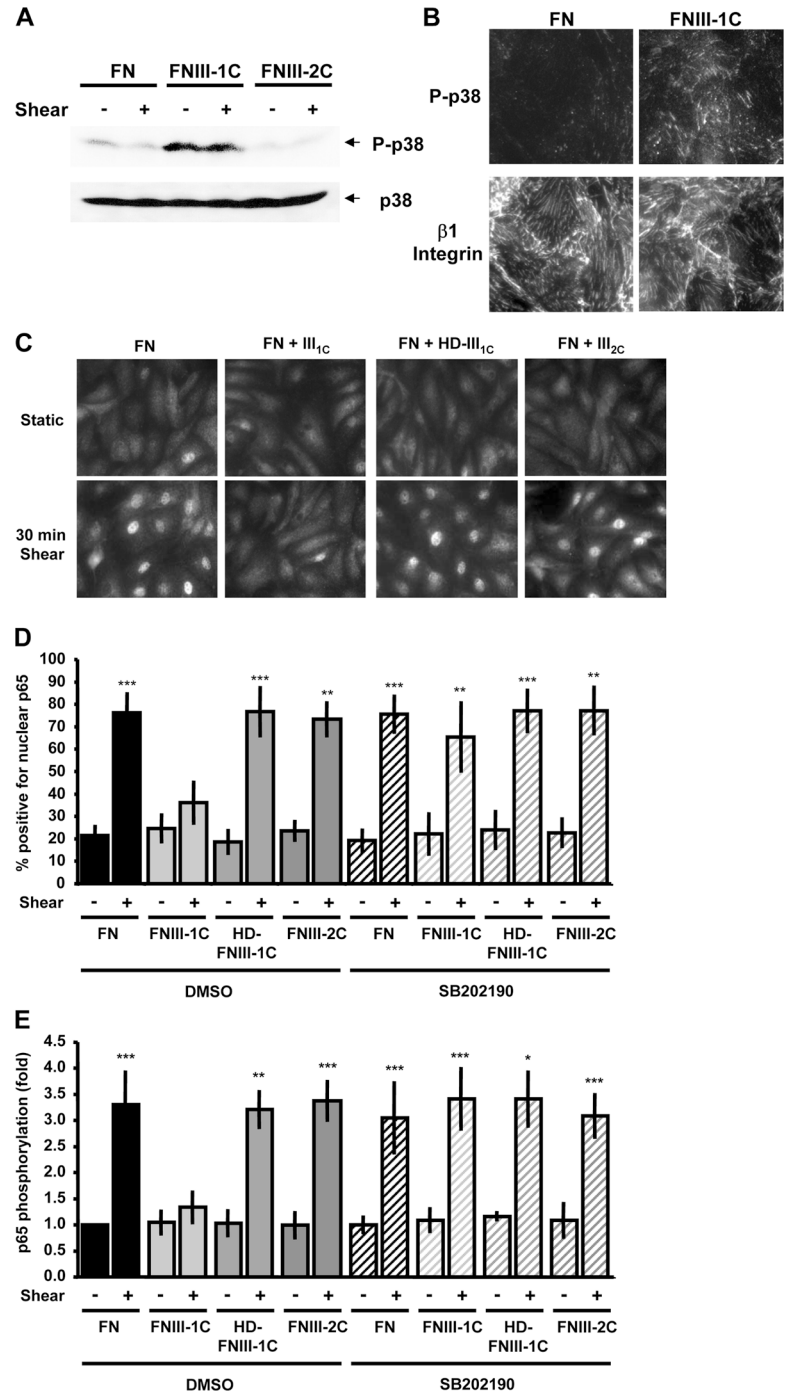 A
FN FNIII-1C FNIII-2C
Shear - + - + - +
P-p38
p38
B
FN FNIII-1C
P-p38
β1
Integrin
C
FN FN + III1C FN + HD-III1C FN + III2C
Static
30 min
Shear
D
% positive for nuclear p65
100
90
80
70
60
50
40
30
20
10
0
*** *** ** *** ** *** **
Shear - + - + - + - + - + - + - + - +
FN FNIII-1C HD-FNIII-1C FNIII-2C FN FNIII-1C HD-FNIII-1C FNIII-2C
DMSO SB202190
E
p65 phosphorylation (fold)
4.5
4.0
3.5
3.0
2.5
2.0
1.5
1.0
0.5
0.0
*** ** *** *** *** * ***
Shear - + - + - + - + - + - + - + - +
FN FNIII-1C HD-FNIII-1C FNIII-2C FN FNIII-1C HD-FNIII-1C FNIII-2C
DMSO SB202190